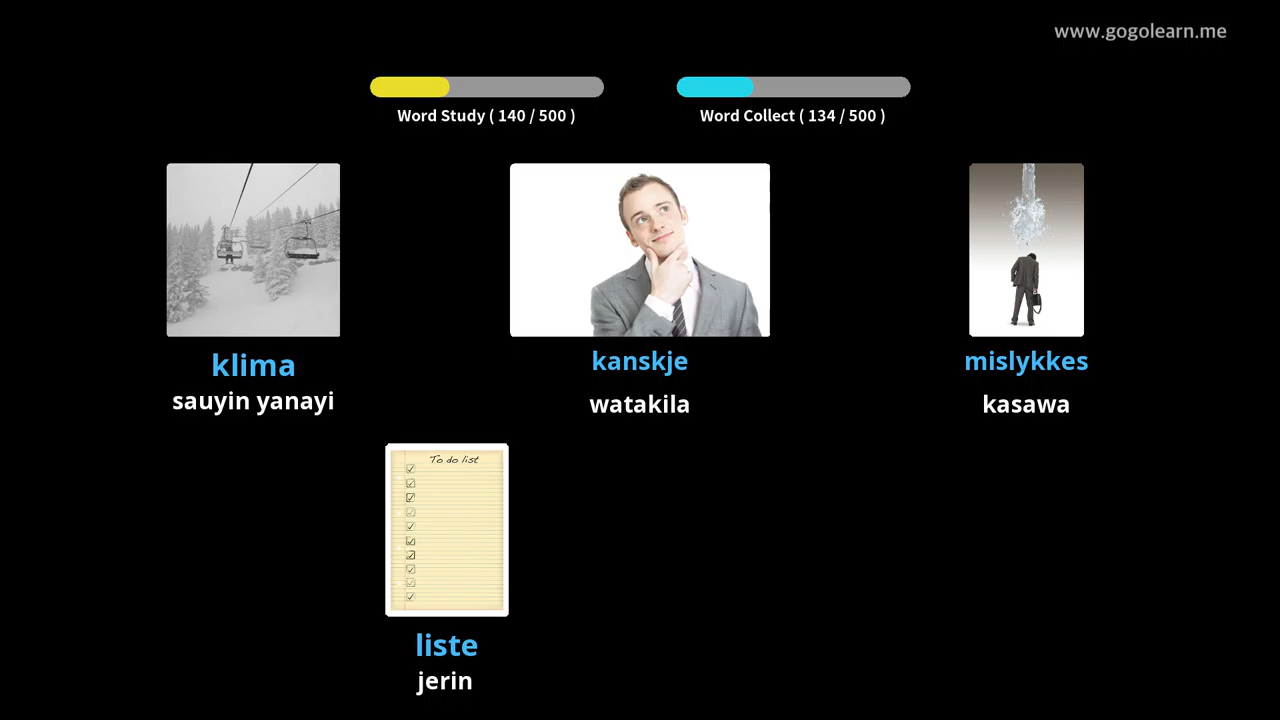 www.gogolearn.me
Word Study ( 140 / 500 )
Word Collect ( 134 / 500 )
klima
sauyin yanayi
kanskje
watakila
mislykkes
kasawa
To do list
liste
jerin